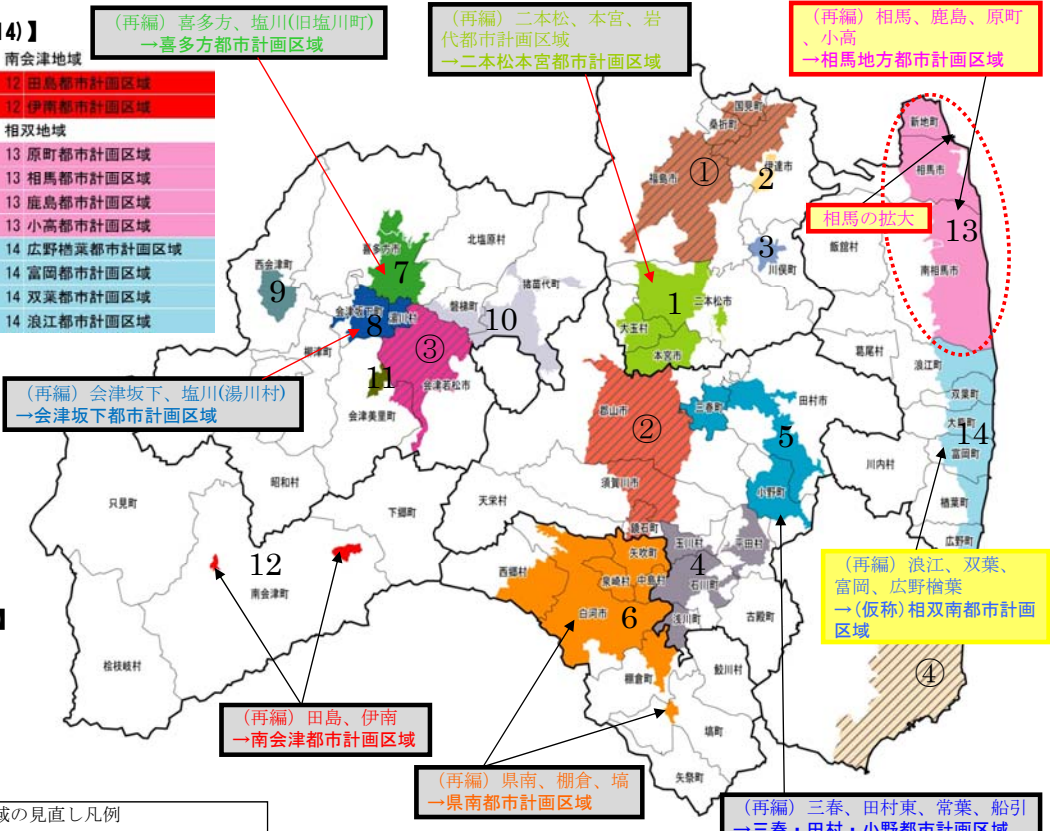 14)】
南会津地域
12 田島都市計画区域
12 伊南都市計画区域
相双地域
13 原町都市計画区域
13 相馬都市計画区域
13 鹿島都市計画区域
13 小高都市計画区域
14 広野楢葉都市計画区域
14 富岡都市計画区域
14 双葉都市計画区域
14 浪江都市計画区域
(再編) 喜多方、塩川(旧塩川町)
→喜多方都市計画区域
(再編) 二本松、本宮、岩
代都市計画区域
→二本松本宮都市計画区域
(再編) 相馬、鹿島、原町
、小高
→相馬地方都市計画区域
国見町
桑折町
福島市
①
伊達市
2
新地町
相馬市
相馬の拡大
13
南相馬市
飯舘村
3
川俣町
北塩原村
喜多方市
7
西会津町
9
会津坂下町
湯川村
8
磐梯町
猪苗代町
10
③
柳津町
11
会津若松市
会津美里町
1
二本松市
大玉村
本宮市
葛尾村
浪江町
双葉町
大熊町
14
富岡町
川内村
楢葉町
広野町
(再編) 会津坂下、塩川(湯川村)
→会津坂下都市計画区域
郡山市
②
三春町
田村市
5
小野町
須賀川市
鏡石町
天栄村
昭和村
只見町
下郷町
12
南会津町
檜枝岐村
西郷村
矢吹町
泉崎村
中島村
白河市
6
玉川村
平田村
4
石川町
浅川町
古殿町
棚倉町
鮫川村
塙町
矢祭町
(再編) 浪江、双葉、
富岡、広野楢葉
→(仮称)相双南都市計画
区域
④
(再編) 田島、伊南
→南会津都市計画区域
(再編) 県南、棚倉、塙
→県南都市計画区域
(再編) 三春、田村東、常葉、船引
→三春・田村・小野都市計画区域
域の見直し凡例